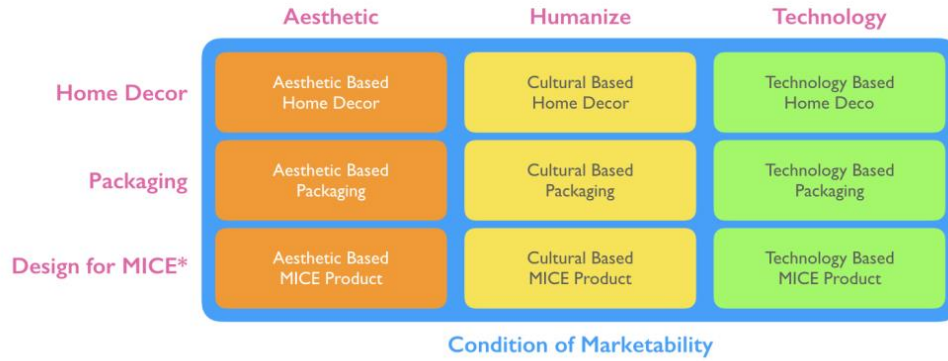 Aesthetic Humanize Technology
Home Decor
Aesthetic Based
Home Decor
Cultural Based
Home Decor
Technology Based
Home Deco
Packaging
Aesthetic Based
Packaging
Cultural Based
Packaging
Technology Based
Packaging
Design for MICE*
Aesthetic Based
MICE Product
Cultural Based
MICE Product
Technology Based
MICE Product
Condition of Marketability